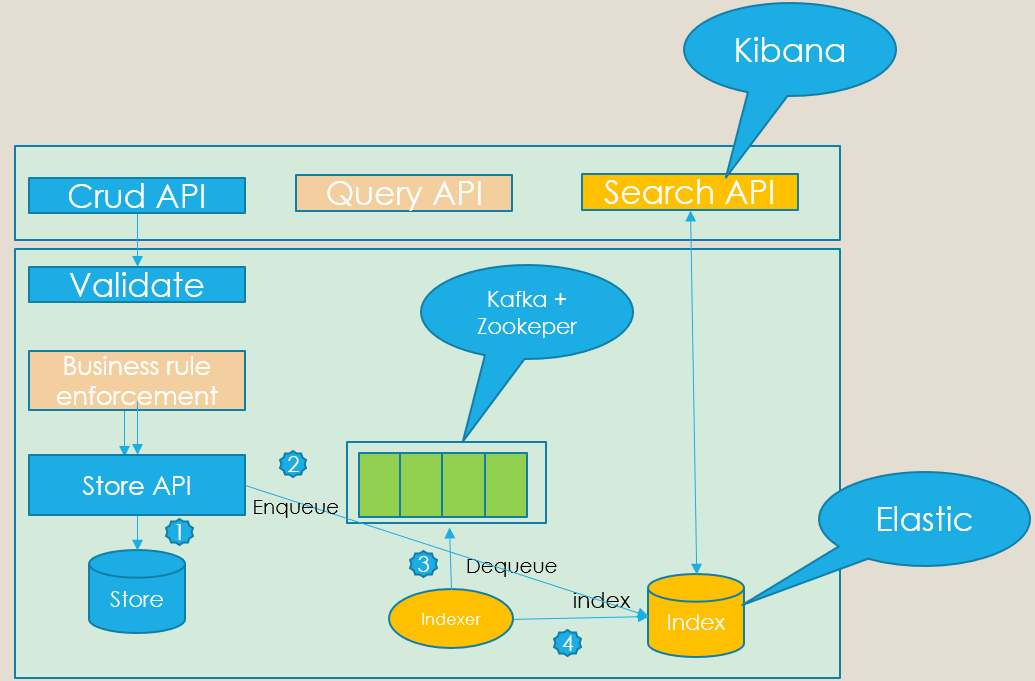 Kibana
Crud API
Query API
Search API
Validate
Kafka +
Zookeper
Business rule
enforcement
2
Store API
Enqueue
Elastic
1
3
Dequeue
Store
index
Indexer
Index
4